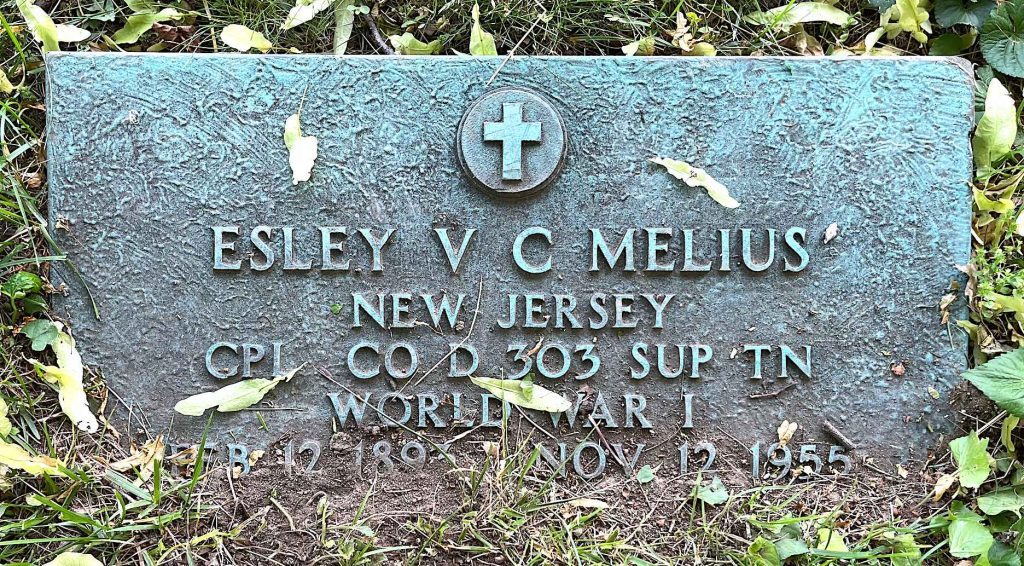 ESLEY V C MELIUS
NEW JERSEY
CPL CO D 303 SUP TN
WORLD WAR I
FEB 12 NOV 12 1955